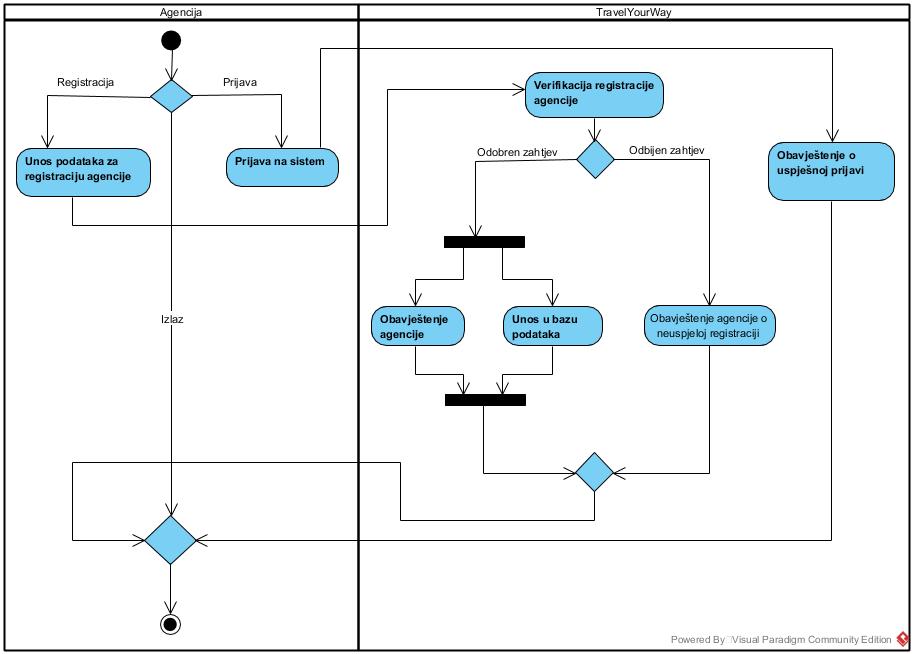 Agencija
TravelYourWay
Registracija
Prijava
Unos podataka za
registraciju agencije
Prijava na sistem
Verifikacija registracije
agencije
Odobren zahtjev
Odbijen zahtjev
Obavještenje o
uspješnoj prijavi
Izlaz
Obavještenje
agencije
Unos u bazu
podataka
Obavještenje agencije o
neuspjeloj registraciji
Powered By Visual Paradigm Community Edition